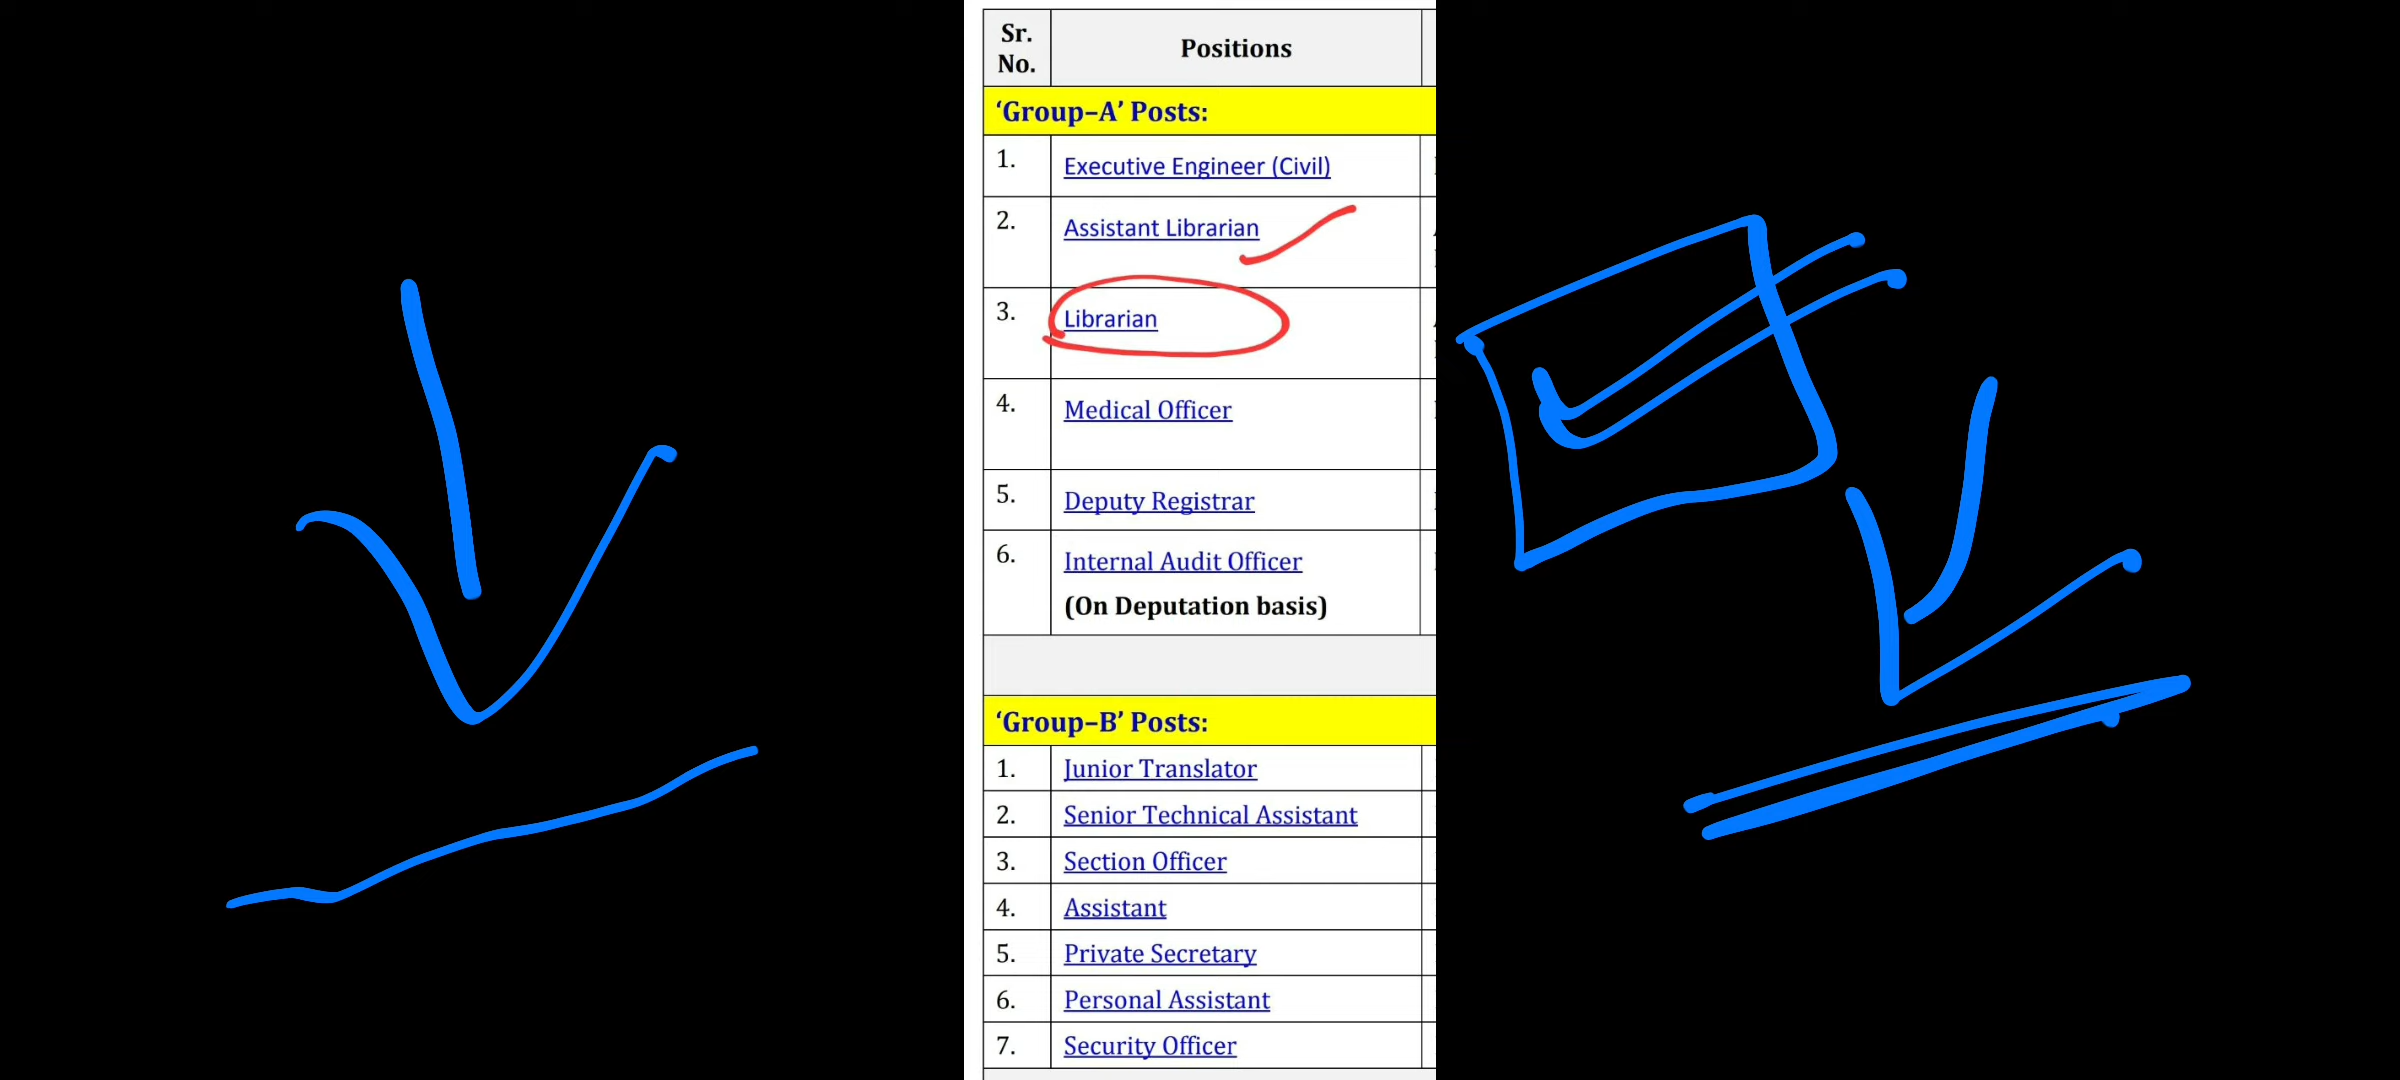 Sr. No. Positions
‘Group–A’ Posts:
1. Executive Engineer (Civil)
2. Assistant Librarian
3. Librarian
4. Medical Officer
5. Deputy Registrar
6. Internal Audit Officer
(On Deputation basis)
‘Group–B’ Posts:
1. Junior Translator
2. Senior Technical Assistant
3. Section Officer
4. Assistant
5. Private Secretary
6. Personal Assistant
7. Security Officer